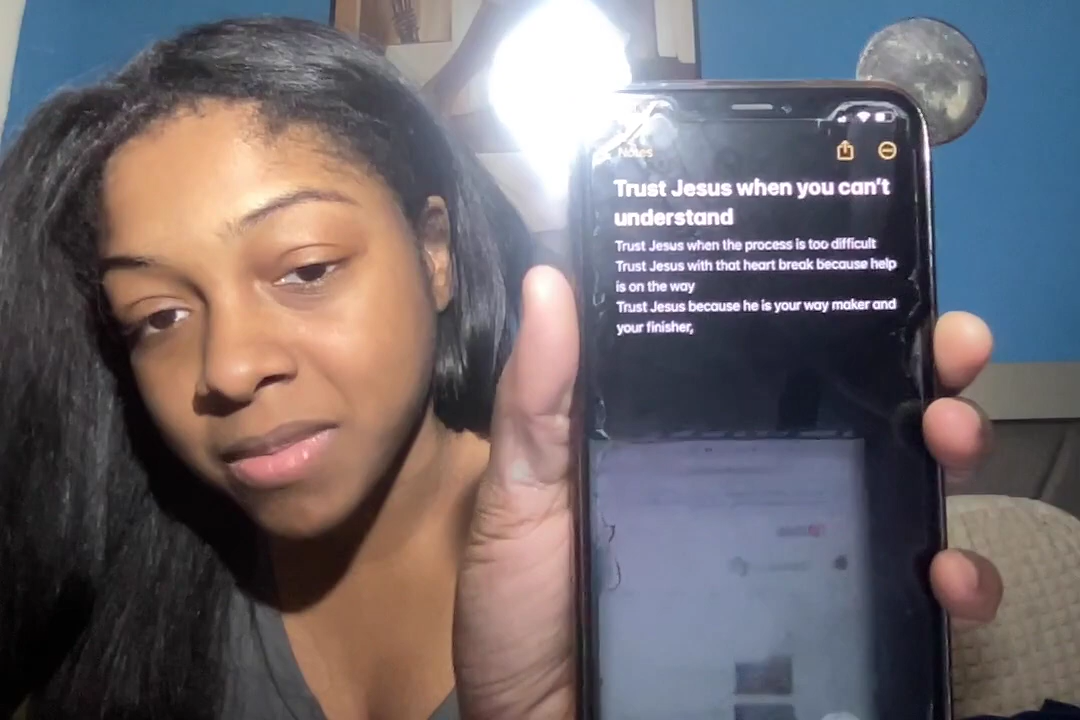 Notes
Trust Jesus when you can't
understand
Trust Jesus when the process is too difficult
Trust Jesus with that heart break because help
is on the way
Trust Jesus because he is your way maker and
your finisher,